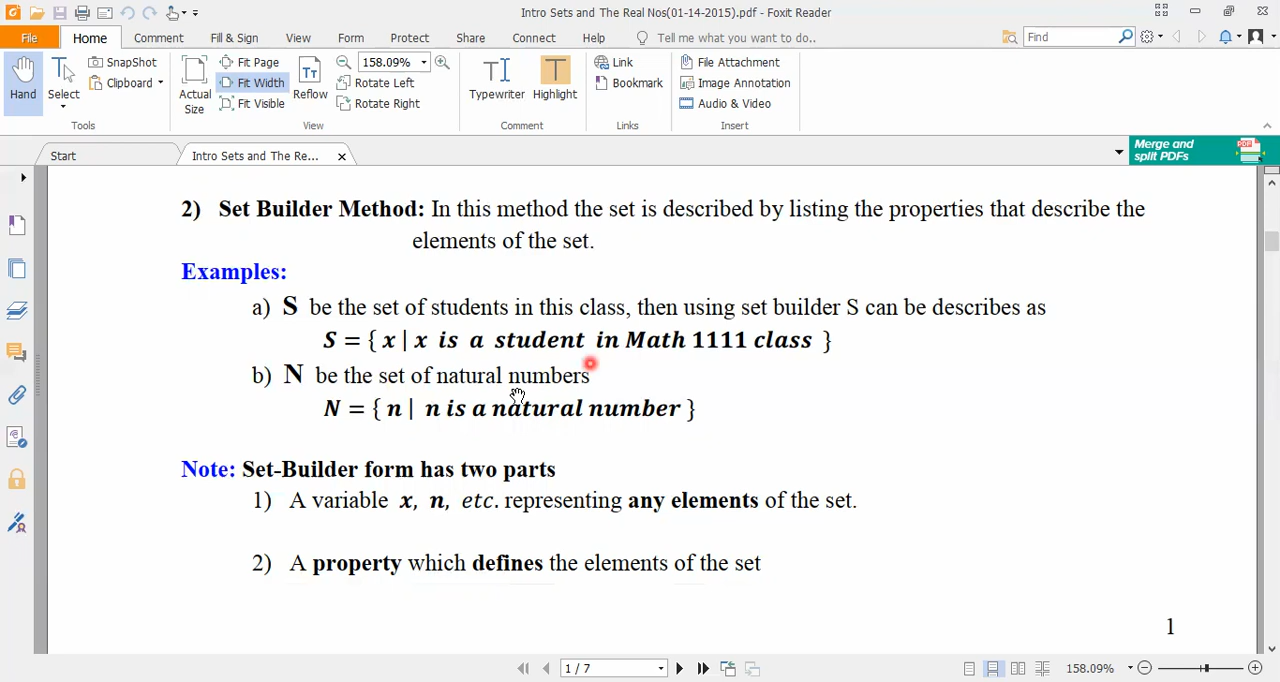 Intro Sets and The Real Nos(01-14-2015).pdf - Foxit Reader
File Home Comment Fill & Sign View Form Protect Share Connect Help Tell me what you want to do.. Find
Hand Select SnapShot Clipboard Actual Size Fit Page Fit Width Fit Visible Reflow 158.09% Rotate Left Rotate Right Typewriter Highlight Link Bookmark File Attachment Image Annotation Audio & Video
Tools View Comment Links Insert
Start Intro Sets and The Re... Merge and split PDFs
2) Set Builder Method: In this method the set is described by listing the properties that describe the
elements of the set.
Examples:
a) S be the set of students in this class, then using set builder S can be describes as
S = { x | x is a student in Math 1111 class }
b) N be the set of natural numbers
N = { n | n is a natural number }
Note: Set-Builder form has two parts
1) A variable x, n, etc. representing any elements of the set.
2) A property which defines the elements of the set
1
1 / 7 158.09%